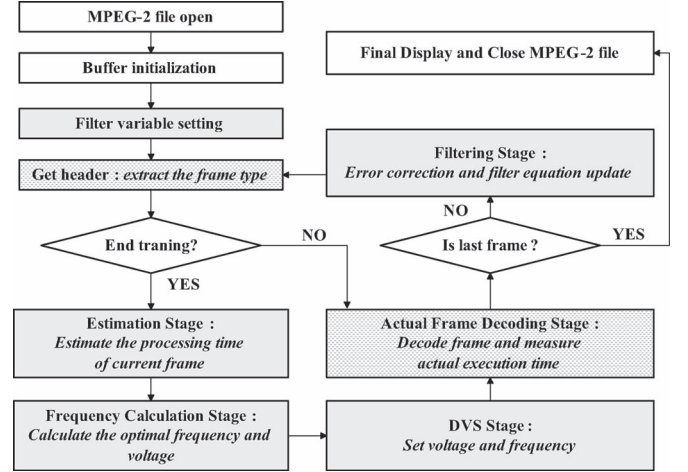 MPEG-2 file open
Buffer initialization
Final Display and Close MPEG-2 file
Filter variable setting
Filtering Stage :
Error correction and filter equation update
Get header : extract the frame type
NO
End traning?
NO
Is last frame ?
YES
YES
Estimation Stage :
Estimate the processing time
of current frame
Actual Frame Decoding Stage :
Decode frame and measure
actual execution time
Frequency Calculation Stage :
Calculate the optimal frequency and
voltage
DVS Stage :
Set voltage and frequency